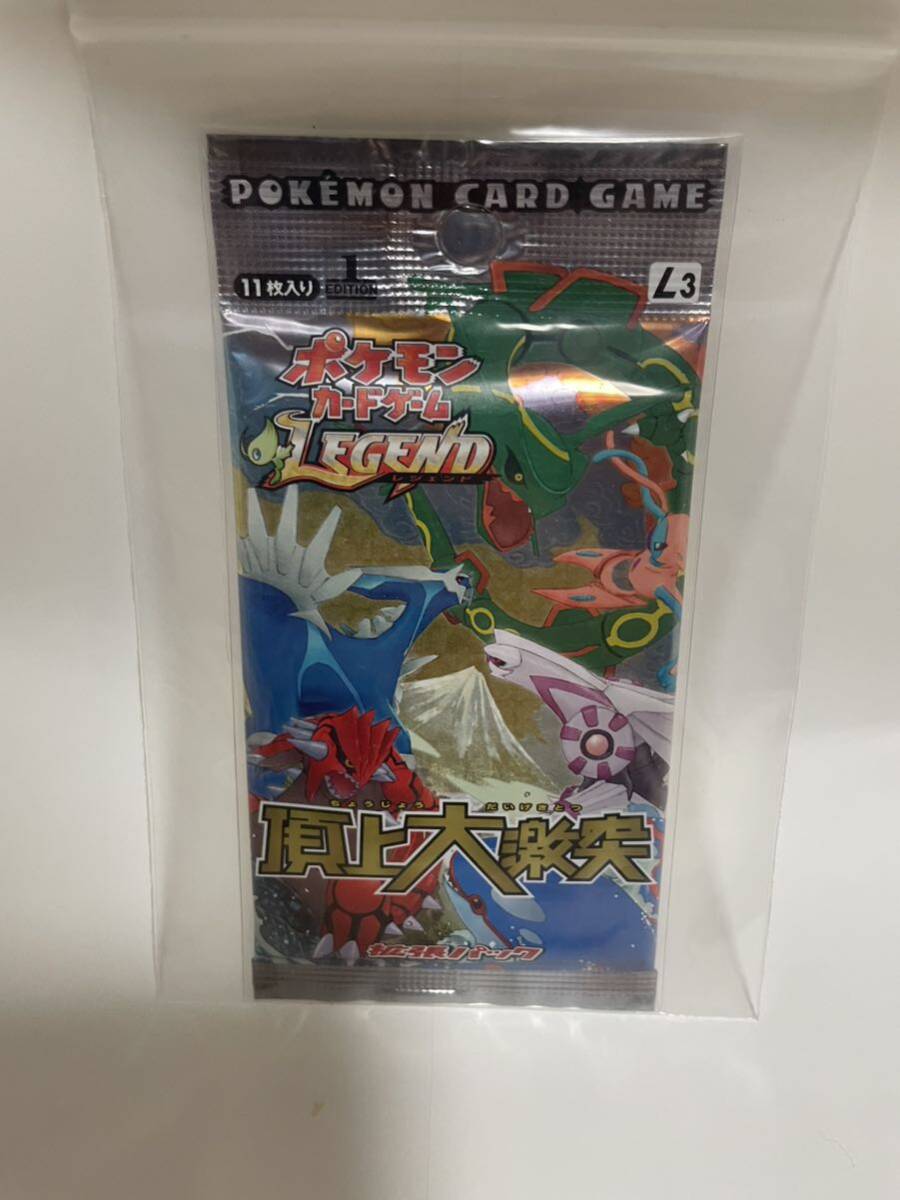 POKÉMON CARD GAME
11枚入り
1
EDITION
L3
ポケモン
カードゲーム
LEGEND
レジェンド
ちょうじょう だいげきとつ
頂上大激突
拡張パック